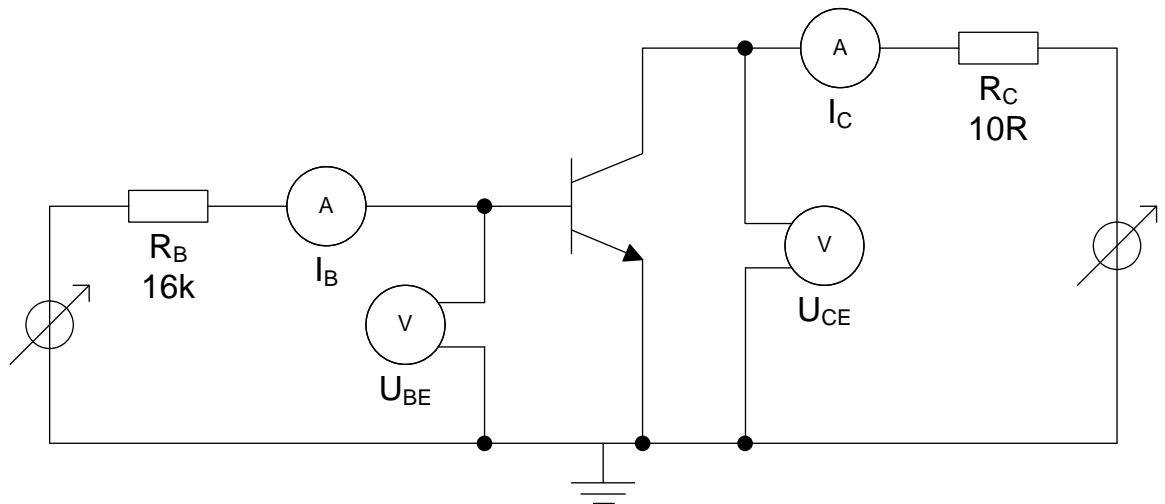 A
I_C
R_C
10R
R_B
16k
A
I_B
V
U_BE
V
U_CE